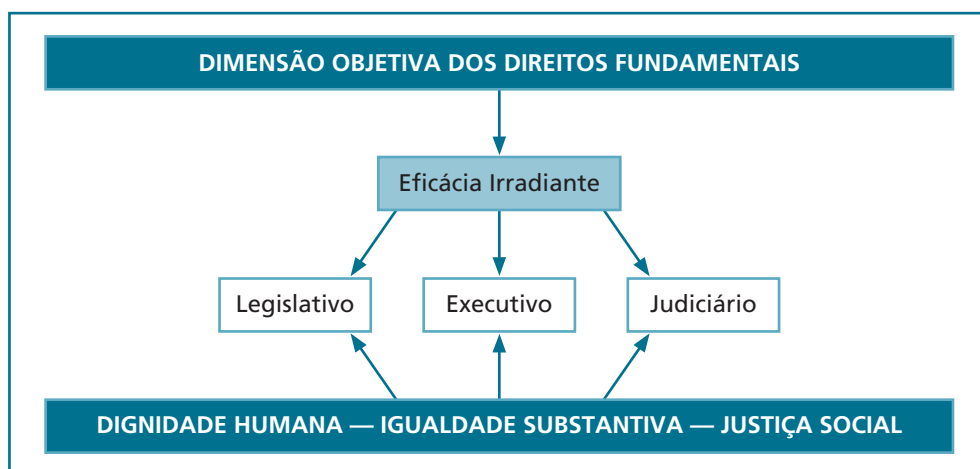 DIMENSÃO OBJETIVA DOS DIREITOS FUNDAMENTAIS
Eficácia Irradiante
Legislativo
Executivo
Judiciário
DIGNIDADE HUMANA — IGUALDADE SUBSTANTIVA — JUSTIÇA SOCIAL